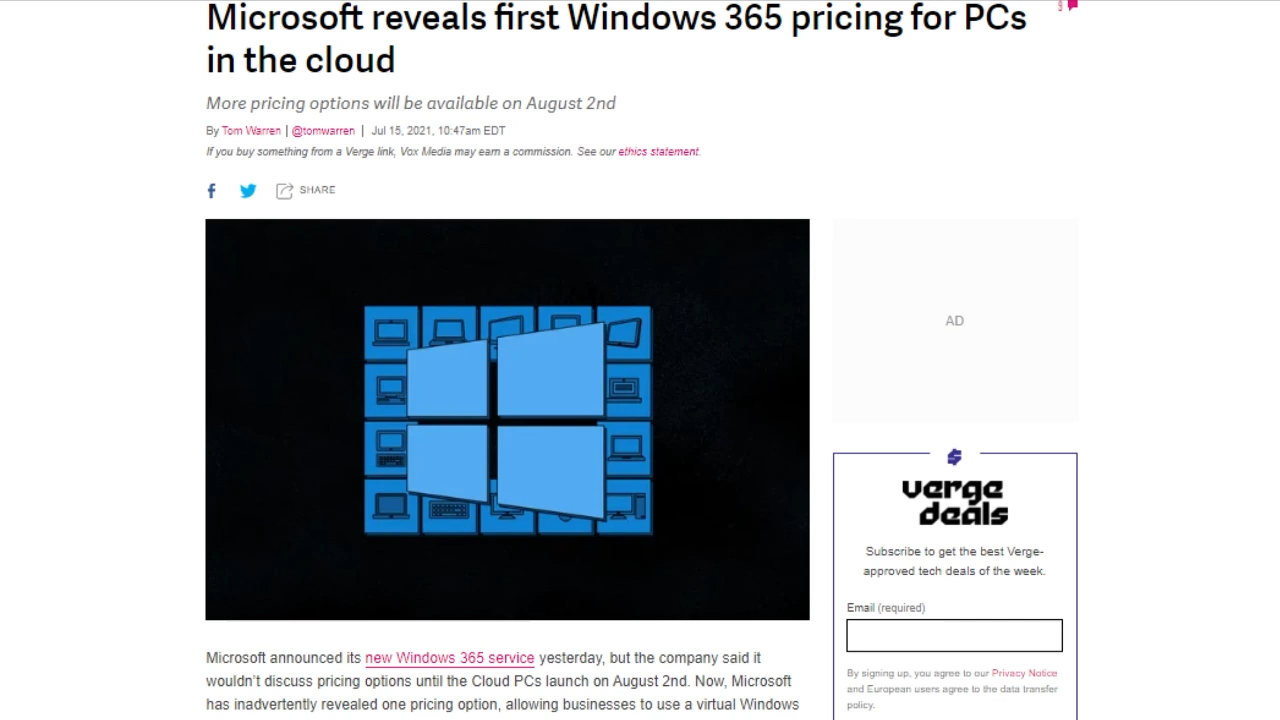 Microsoft reveals first Windows 365 pricing for PCs
in the cloud
9
More pricing options will be available on August 2nd
By Tom Warren | @tomwarren | Jul 15, 2021, 10:47am EDT
If you buy something from a Verge link, Vox Media may earn a commission. See our ethics statement.
SHARE
AD
verge
deals
Subscribe to get the best Verge-
approved tech deals of the week.
Email (required)
By signing up, you agree to our Privacy Notice
and European users agree to the data transfer
policy.
Microsoft announced its new Windows 365 service yesterday, but the company said it
wouldn't discuss pricing options until the Cloud PCs launch on August 2nd. Now, Microsoft
has inadvertently revealed one pricing option, allowing businesses to use a virtual Windows